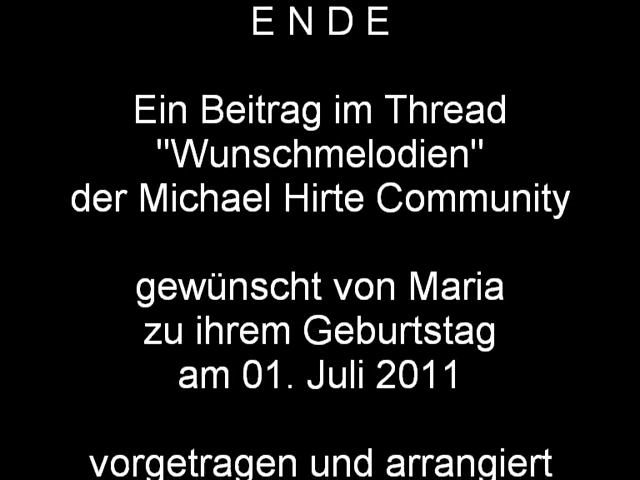 E N D E
Ein Beitrag im Thread
"Wunschmelodien"
der Michael Hirte Community
gewünscht von Maria
zu ihrem Geburtstag
am 01. Juli 2011
vorgetragen und arrangiert